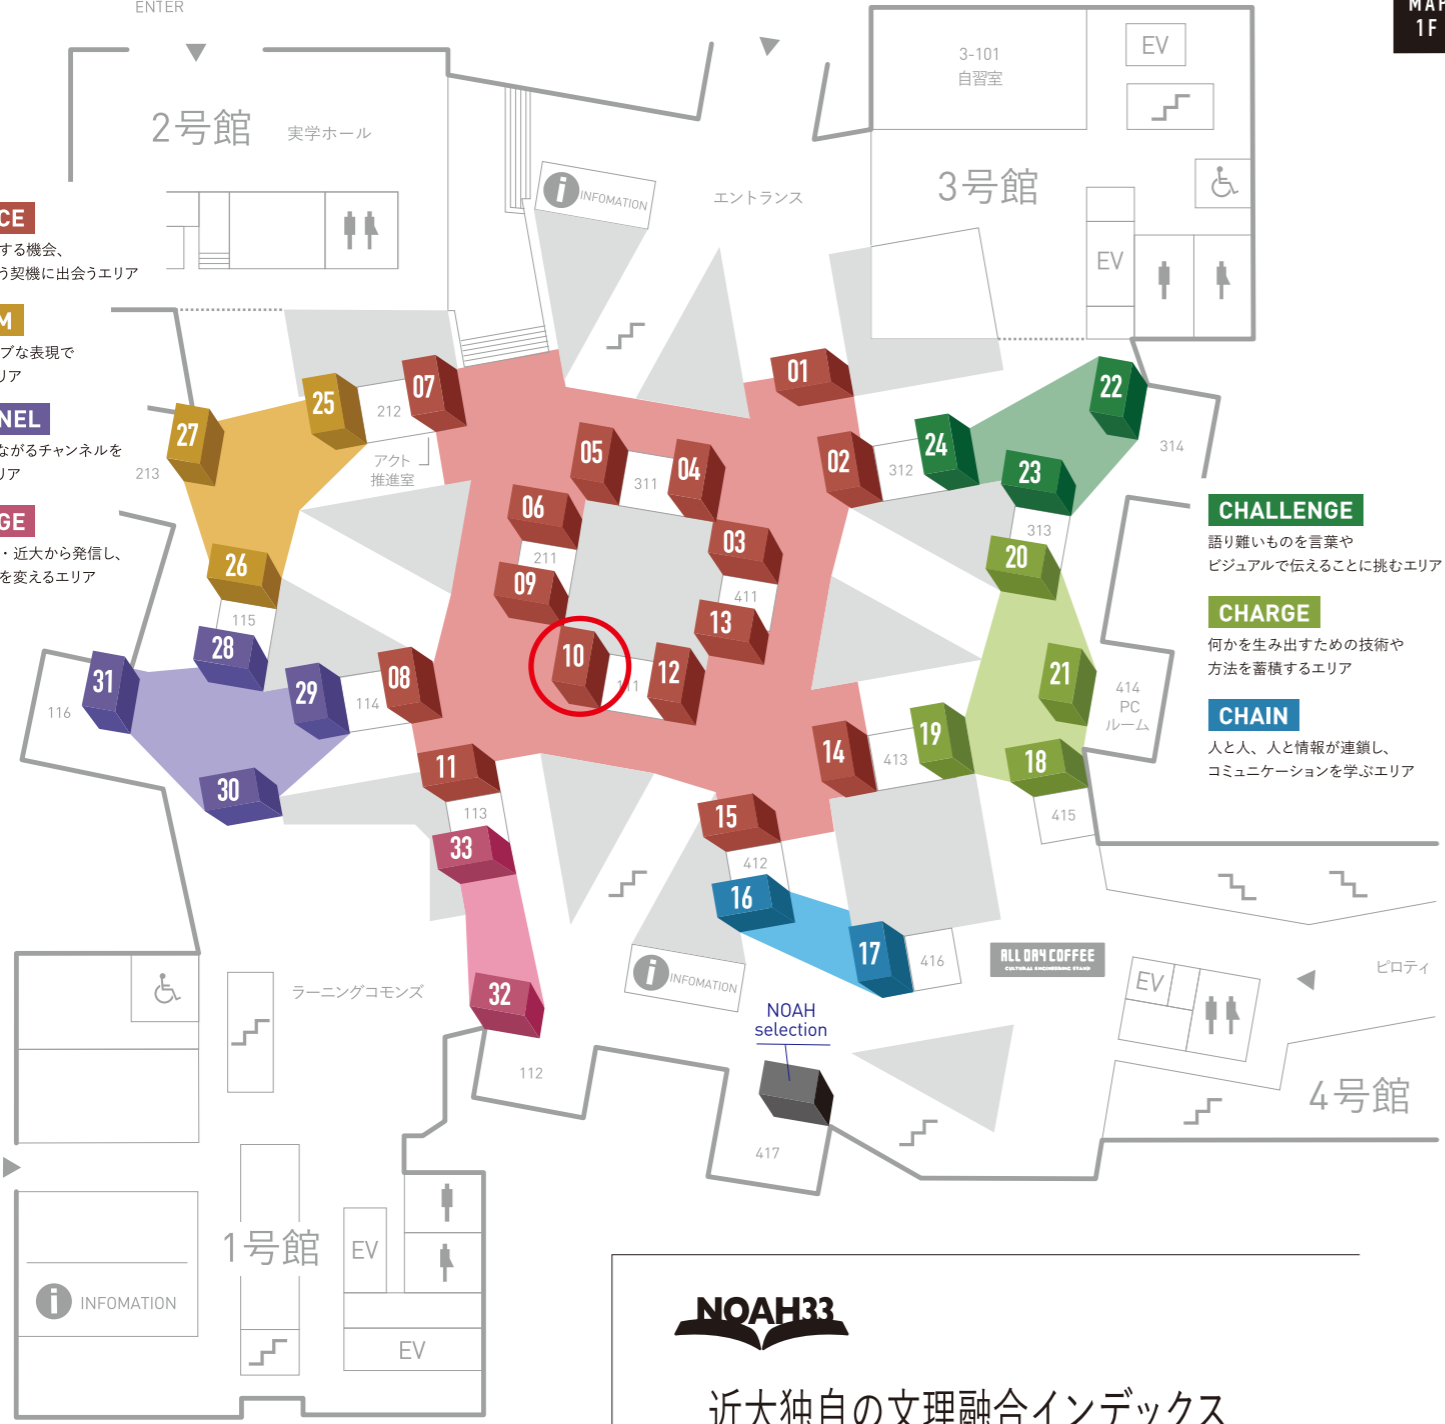 ENTER
MAP
1F
2号館
実学ホール
3-101
自習室
EV
3号館
EV
INFOMATION
エントランス
CE
する機会、
う契機に出会うエリア
M
ブな表現で
リア
NEL
ながるチャンネルを
リア
GE
・近大から発信し、
を変えるエリア
01
02
03
04
05
06
07
08
09
10
11
12
13
14
15
16
17
18
19
20
21
22
23
24
25
26
27
28
29
30
31
32
33
212
アクト
推進室
213
311
211
411
111
312
314
313
115
114
116
113
413
412
414
PC
ルーム
415
416
112
417
CHALLENGE
語り難いものを言葉や
ビジュアルで伝えることに挑むエリア
CHARGE
何かを生み出すための技術や
方法を蓄積するエリア
CHAIN
人と人、人と情報が連鎖し、
コミュニケーションを学ぶエリア
ALL DAY COFFEE
CULTURAL ENGINEERING STAND
INFOMATION
NOAH
selection
ラーニングコモンズ
EV
ピロティ
4号館
1号館
EV
INFOMATION
EV
NOAH33
近大独自の文理融合インデックス